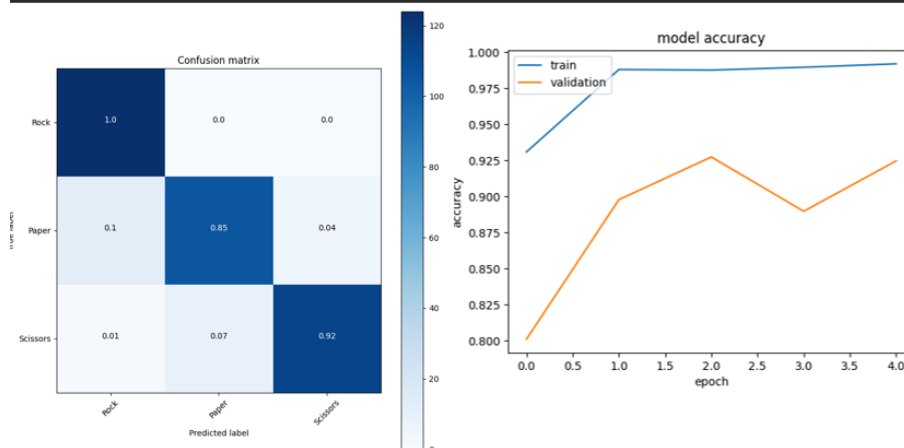 Confusion matrix
Rock
Paper
Scissors
1.0 0.0 0.0
0.1 0.85 0.04
0.01 0.07 0.92
Rock Paper Scissors
Predicted label
120
100
80
60
40
20
model accuracy
train
validation
1.000
0.975
0.950
0.925
0.900
0.875
0.850
0.825
0.800
accuracy
0.0 0.5 1.0 1.5 2.0 2.5 3.0 3.5 4.0
epoch